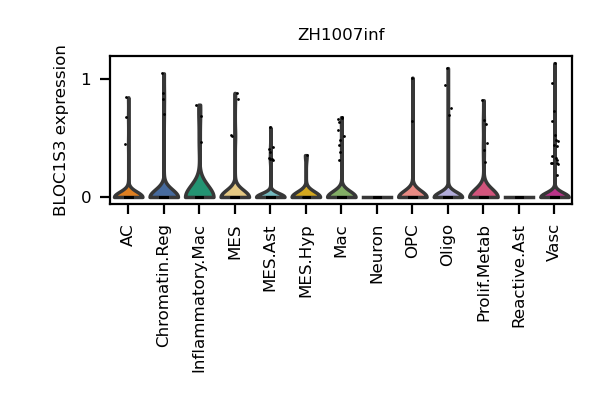 ZH1007inf
BLOC1S3 expression
1
0
AC
Chromatin.Reg
Inflammatory.Mac
MES
MES.Ast
MES.Hyp
Mac
Neuron
OPC
Oligo
Prolif.Metab
Reactive.Ast
Vasc